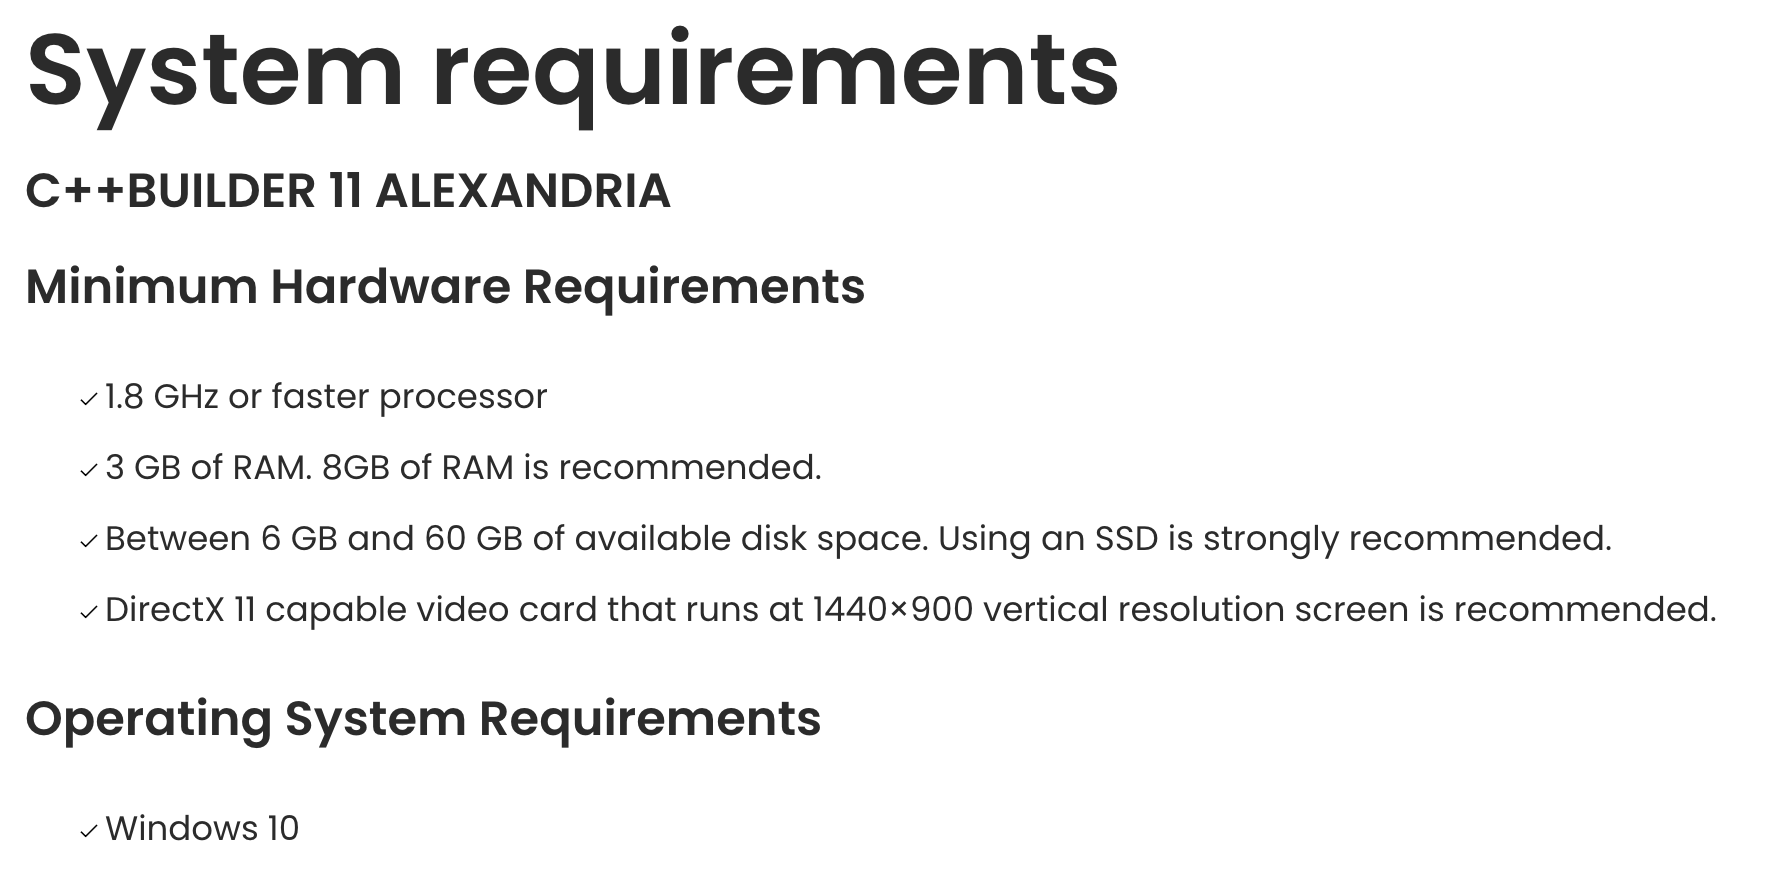 System requirements
C++BUILDER 11 ALEXANDRIA
Minimum Hardware Requirements
✓ 1.8 GHz or faster processor
✓ 3 GB of RAM. 8GB of RAM is recommended.
✓ Between 6 GB and 60 GB of available disk space. Using an SSD is strongly recommended.
✓ DirectX 11 capable video card that runs at 1440×900 vertical resolution screen is recommended.
Operating System Requirements
✓ Windows 10